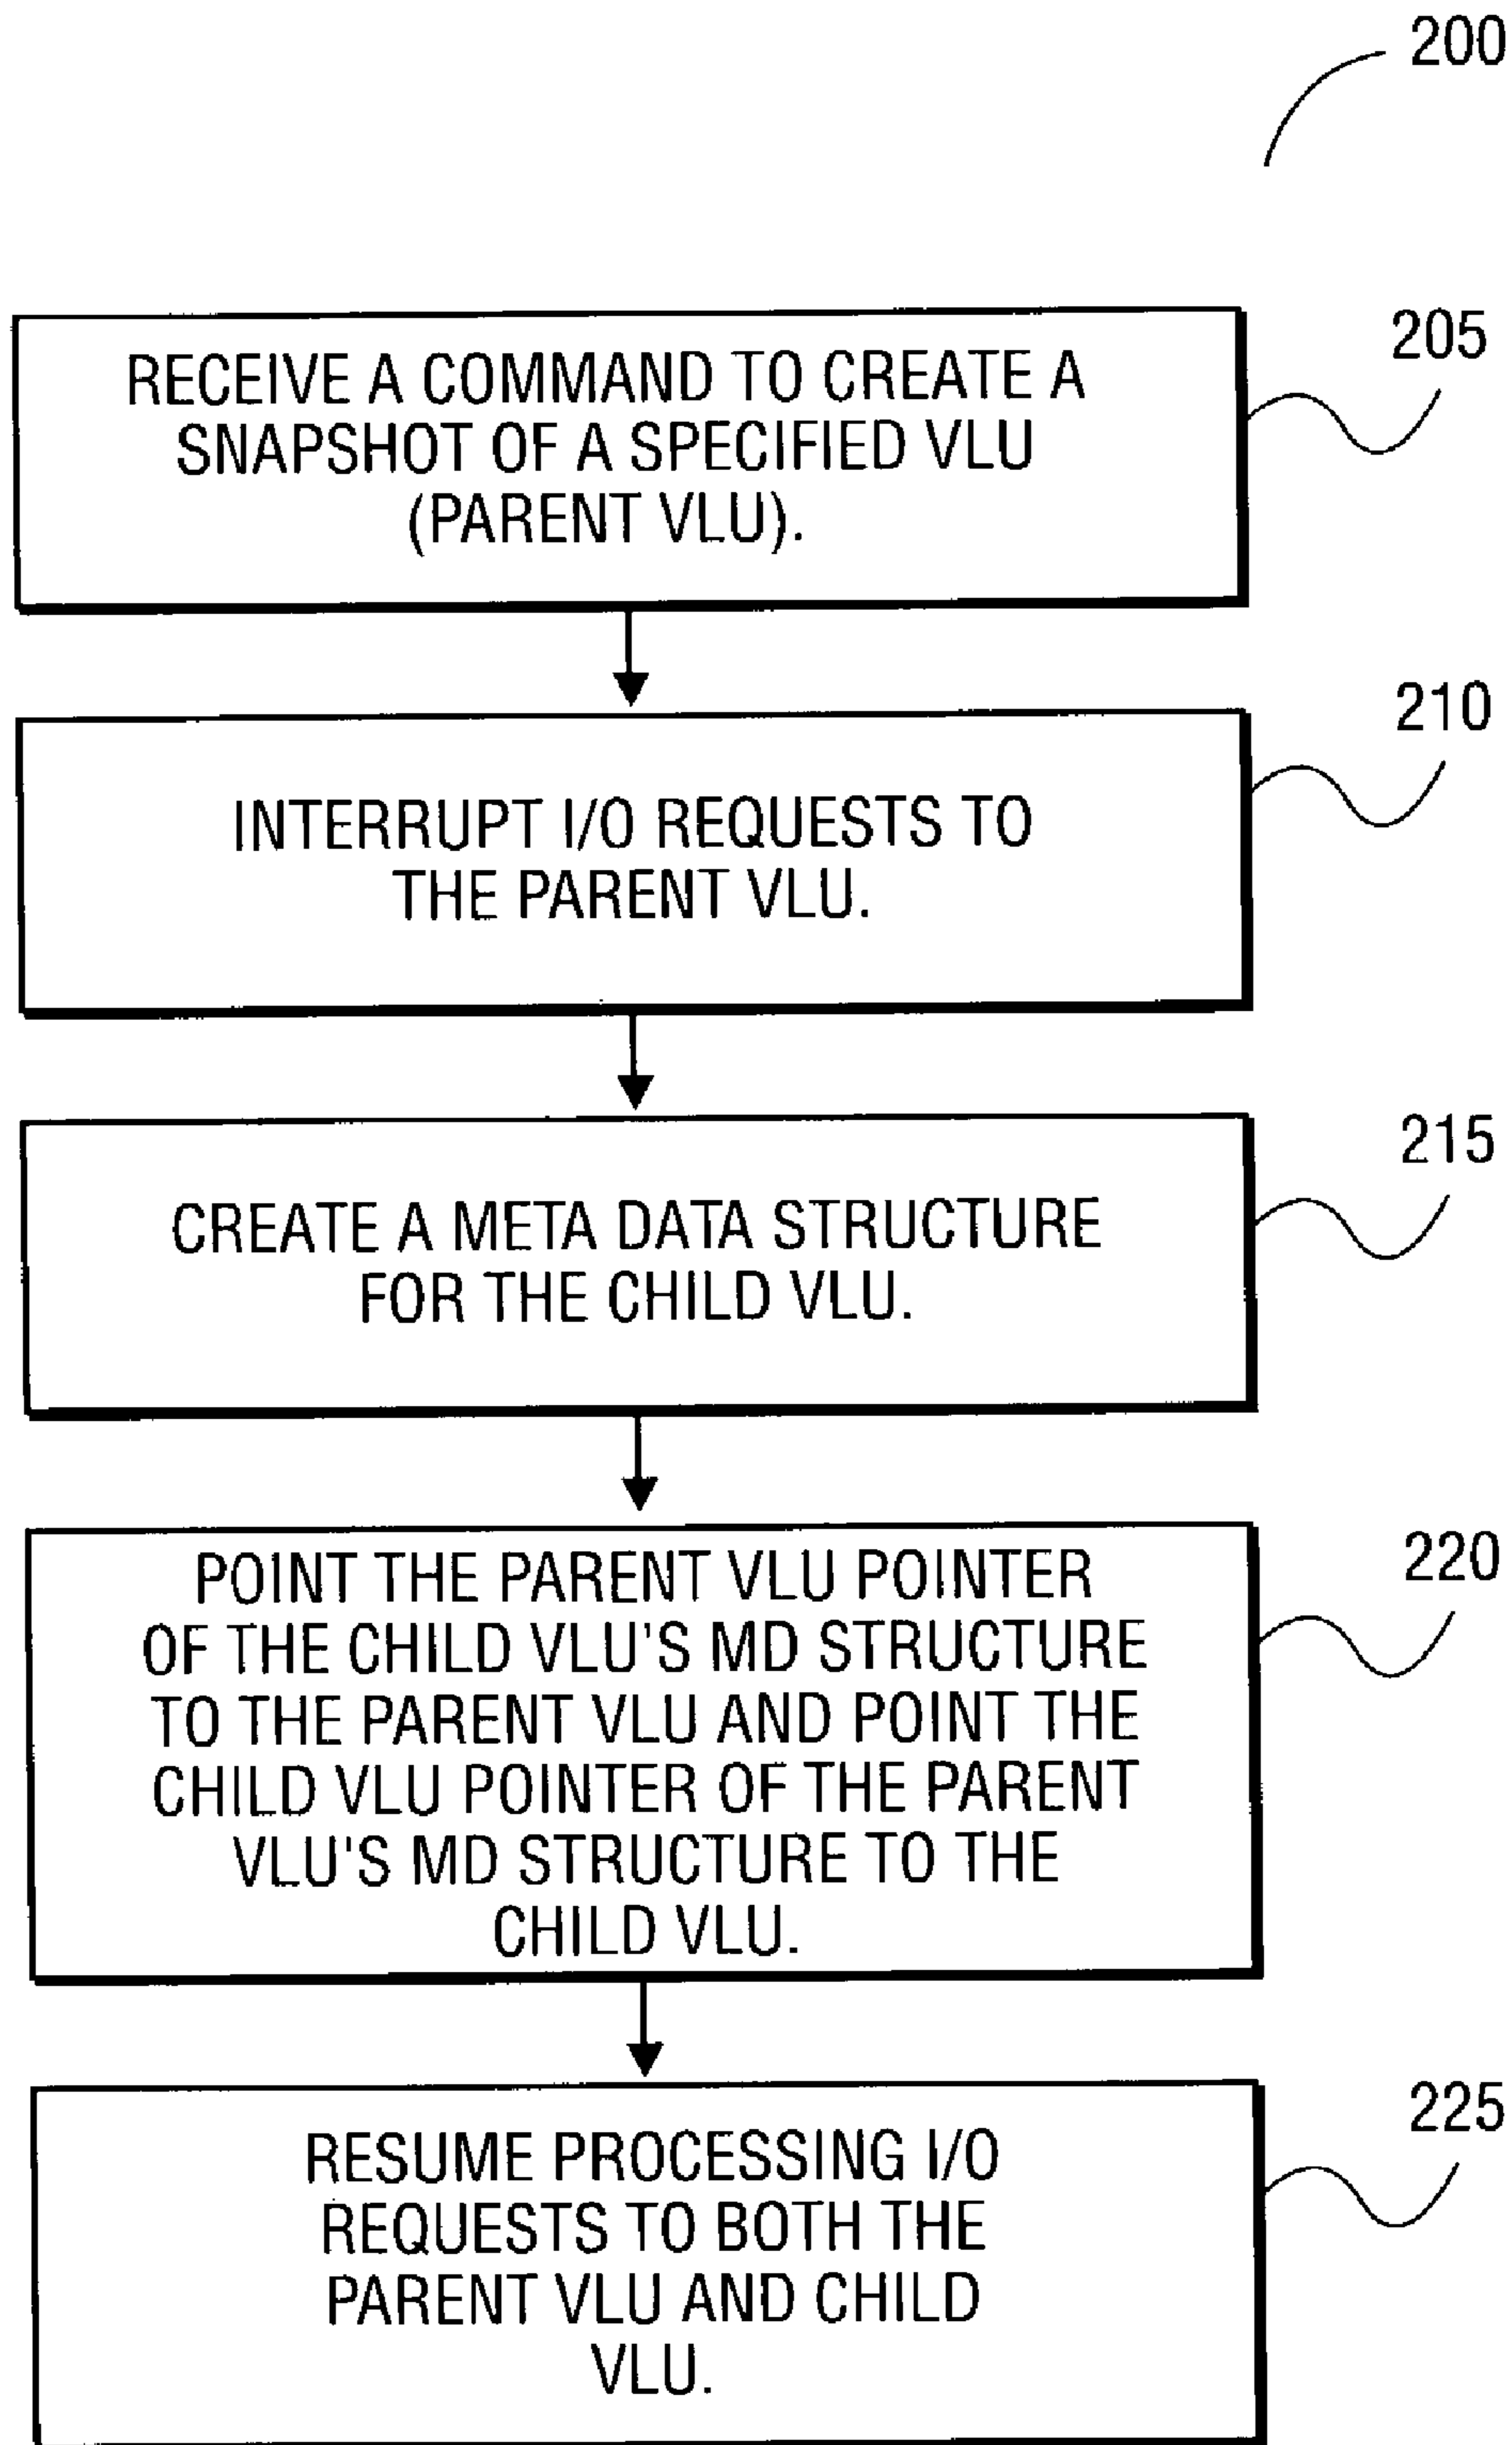 200
RECEIVE A COMMAND TO CREATE A
SNAPSHOT OF A SPECIFIED VLU
(PARENT VLU).
205
INTERRUPT I/O REQUESTS TO
THE PARENT VLU.
210
CREATE A META DATA STRUCTURE
FOR THE CHILD VLU.
215
POINT THE PARENT VLU POINTER
OF THE CHILD VLU'S MD STRUCTURE
TO THE PARENT VLU AND POINT THE
CHILD VLU POINTER OF THE PARENT
VLU'S MD STRUCTURE TO THE
CHILD VLU.
220
RESUME PROCESSING I/O
REQUESTS TO BOTH THE
PARENT VLU AND CHILD
VLU.
225